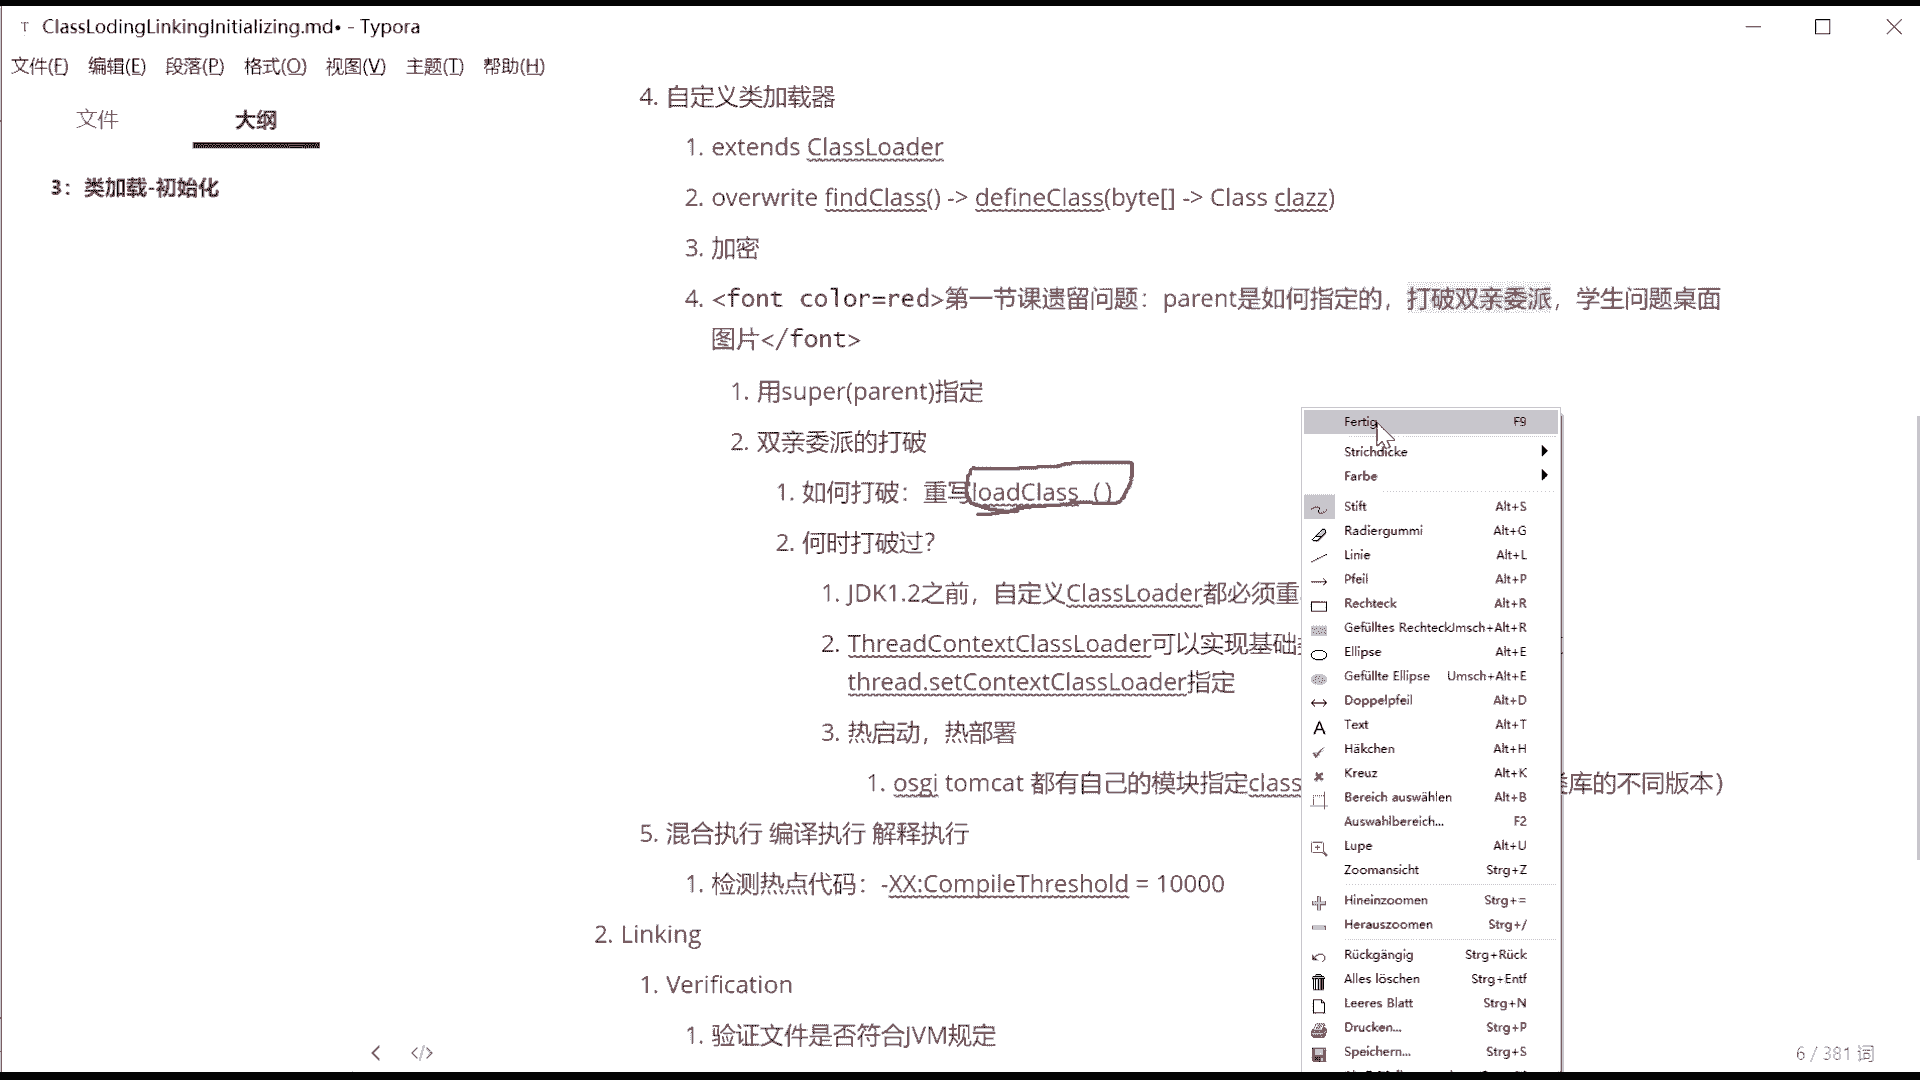 ClassLodingLinkingInitializing.md• - Typora
文件(F) 编辑(E) 段落(P) 格式(O) 视图(V) 主题(T) 帮助(H)
文件 大纲
3：类加载-初始化
4. 自定义类加载器
1. extends ClassLoader
2. overwrite findClass() -> defineClass(byte[] -> Class clazz)
3. 加密
4. <font color=red>第一节课遗留问题：parent是如何指定的，打破双亲委派，学生问题桌面
图片</font>
1. 用super(parent)指定
2. 双亲委派的打破
1. 如何打破：重写loadClass（）
2. 何时打破过？
1. JDK1.2之前，自定义ClassLoader都必须重
2. ThreadContextClassLoader可以实现基础
thread.setContextClassLoader指定
3. 热启动，热部署
1. osgi tomcat 都有自己的模块指定class
库的不同版本）
5. 混合执行 编译执行 解释执行
1. 检测热点代码：-XX:CompileThreshold = 10000
2. Linking
1. Verification
1. 验证文件是否符合JVM规定
Fertig F9
Strichdicke
Farbe
Stift Alt+S
Radiergummi Alt+G
Linie Alt+L
Pfeil Alt+P
Rechteck Alt+R
Gefülltes Rechteck Umsch+Alt+R
Ellipse Alt+E
Gefüllte Ellipse Umsch+Alt+E
Doppelpfeil Alt+D
Text Alt+T
Häkchen Alt+H
Kreuz Alt+K
Bereich auswählen Alt+B
Auswahlbereich... F2
Lupe Alt+U
Zoomansicht Strg+Z
Hineinzoomen Strg+=
Herauszoomen Strg+/
Rückgängig Strg+Rück
Alles löschen Strg+Entf
Leeres Blatt Strg+N
Drucken... Strg+P
Speichern... Strg+S
6 / 381 词